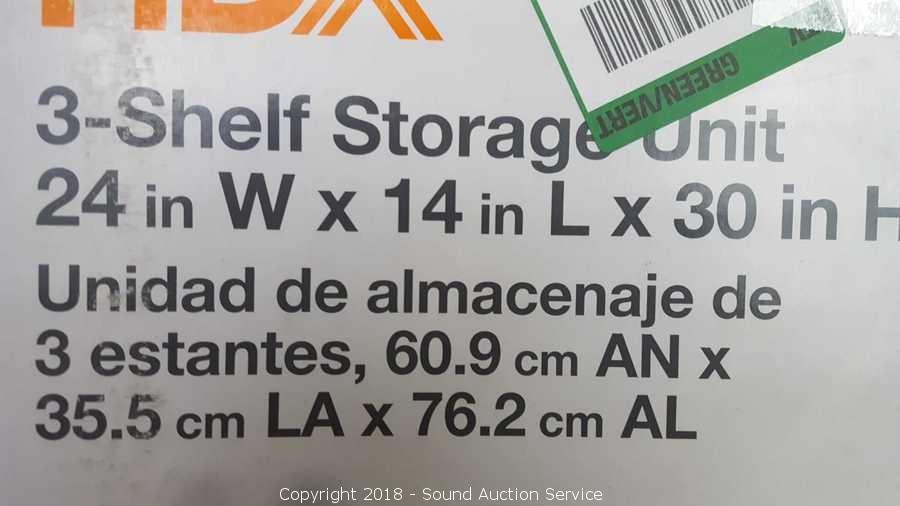 HDX
GREEN/VERT
3-Shelf Storage Unit
24 in W x 14 in L x 30 in H
Unidad de almacenaje de
3 estantes, 60.9 cm AN x
35.5 cm LA x 76.2 cm AL
Copyright 2018 - Sound Auction Service